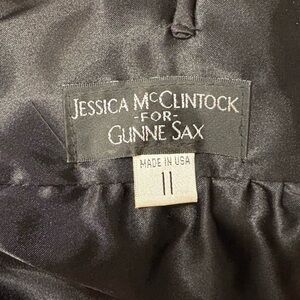 JESSICA MCCLINTOCK
-FOR-
GUNNE SAX
MADE IN USA
11